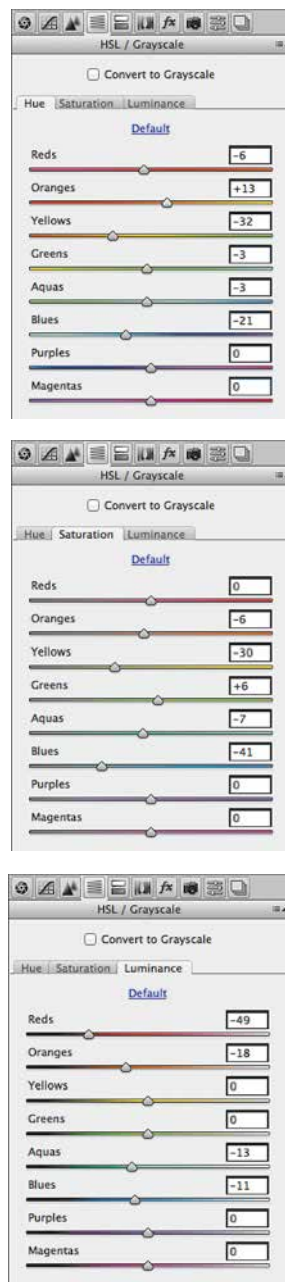 fx
HSL / Grayscale
Convert to Grayscale
Hue Saturation Luminance
Default
Reds -6
Oranges +13
Yellows -32
Greens -3
Aquas -3
Blues -21
Purples 0
Magentas 0
fx
HSL / Grayscale
Convert to Grayscale
Hue Saturation Luminance
Default
Reds 0
Oranges -6
Yellows -30
Greens +6
Aquas -7
Blues -41
Purples 0
Magentas 0
fx
HSL / Grayscale
Convert to Grayscale
Hue Saturation Luminance
Default
Reds -49
Oranges -18
Yellows 0
Greens 0
Aquas -13
Blues -11
Purples 0
Magentas 0